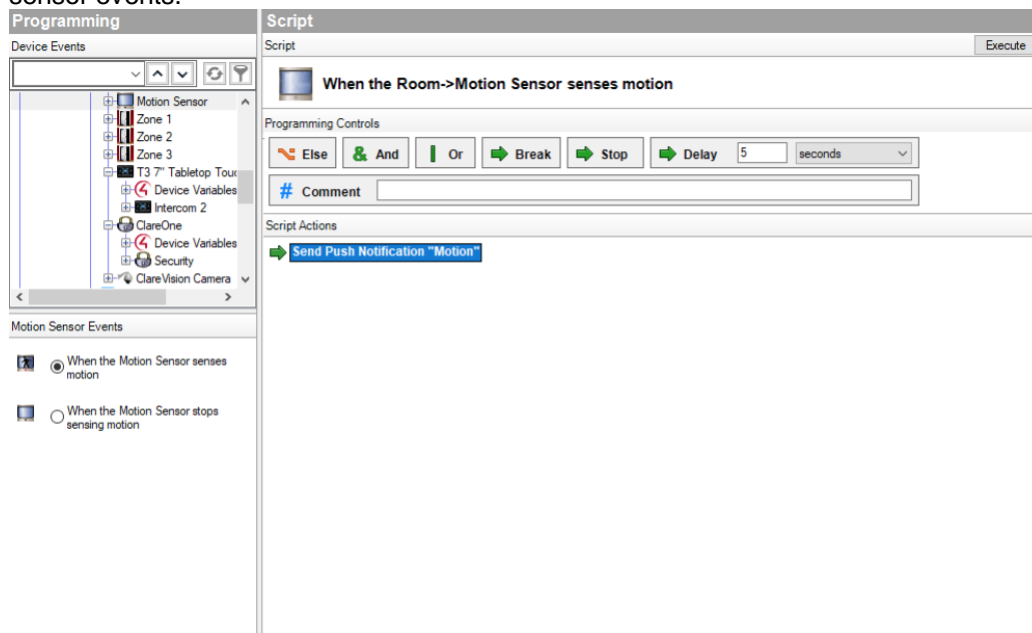 sensor events.
Programming
Device Events
Motion Sensor
Zone 1
Zone 2
Zone 3
T3 7" Tabletop Touc
Device Variables
Intercom 2
ClareOne
Device Variables
Security
ClareVision Camera
Motion Sensor Events
When the Motion Sensor senses
motion
When the Motion Sensor stops
sensing motion
Script
Script
Execute
When the Room->Motion Sensor senses motion
Programming Controls
Else & And Or Break Stop Delay 5 seconds
# Comment
Script Actions
Send Push Notification "Motion"